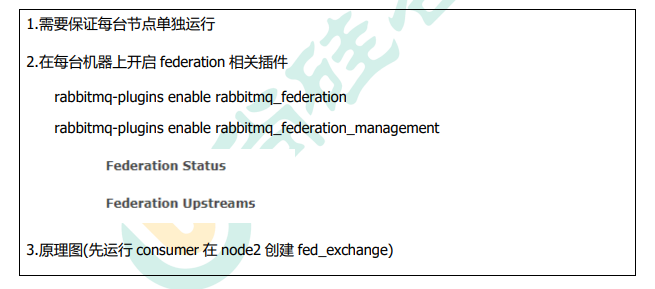 1.需要保证每台节点单独运行
2.在每台机器上开启 federation 相关插件
rabbitmq-plugins enable rabbitmq_federation
rabbitmq-plugins enable rabbitmq_federation_management
Federation Status
Federation Upstreams
3.原理图(先运行 consumer 在 node2 创建 fed_exchange)